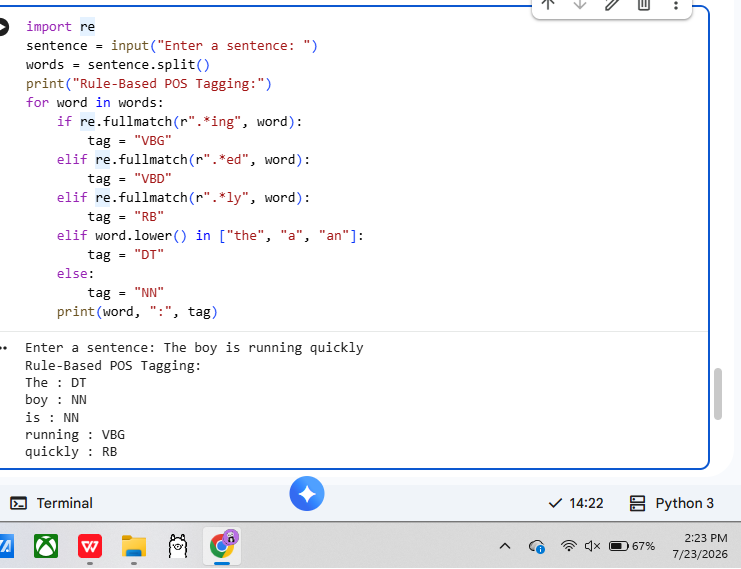 import re
sentence = input("Enter a sentence: ")
words = sentence.split()
print("Rule-Based POS Tagging:")
for word in words:
    if re.fullmatch(r".*ing", word):
        tag = "VBG"
    elif re.fullmatch(r".*ed", word):
        tag = "VBD"
    elif re.fullmatch(r".*ly", word):
        tag = "RB"
    elif word.lower() in ["the", "a", "an"]:
        tag = "DT"
    else:
        tag = "NN"
    print(word, ":", tag)
Enter a sentence: The boy is running quickly
Rule-Based POS Tagging:
The : DT
boy : NN
is : NN
running : VBG
quickly : RB
Terminal
14:22
Python 3
67%
2:23 PM
7/23/2026